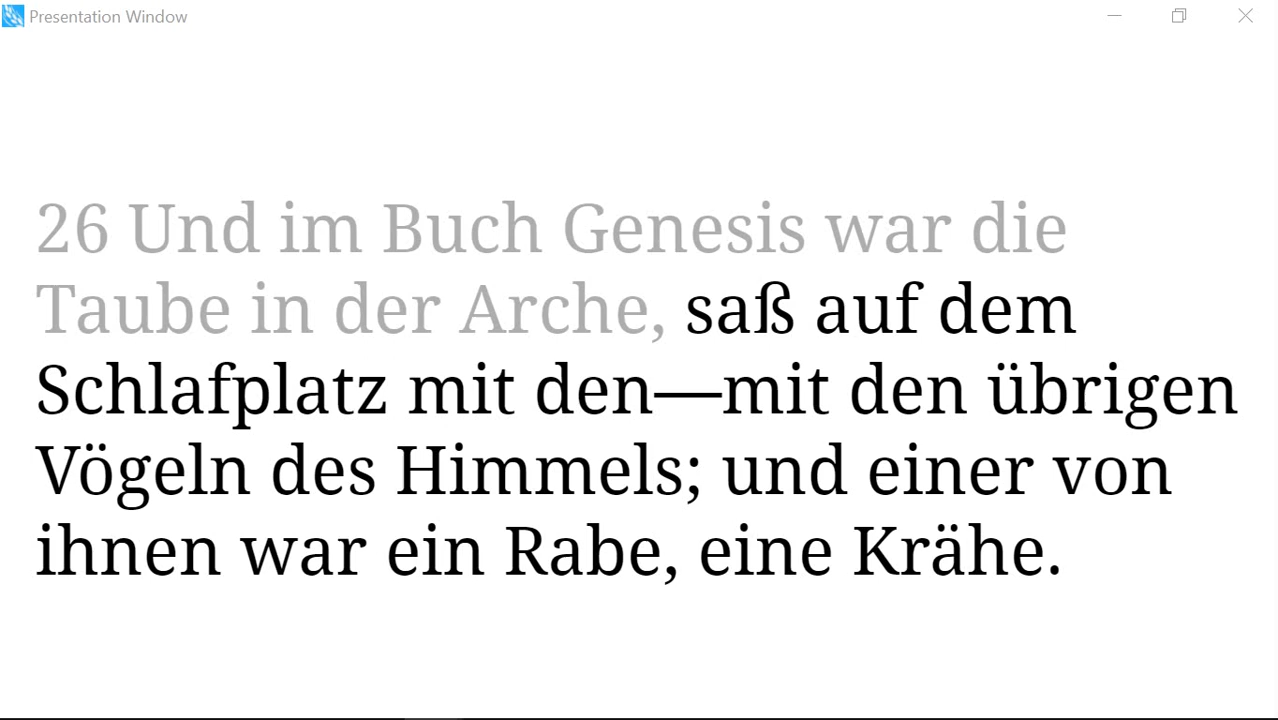 Presentation Window
26 Und im Buch Genesis war die
Taube in der Arche, saß auf dem
Schlafplatz mit den—mit den übrigen
Vögeln des Himmels; und einer von
ihnen war ein Rabe, eine Krähe.